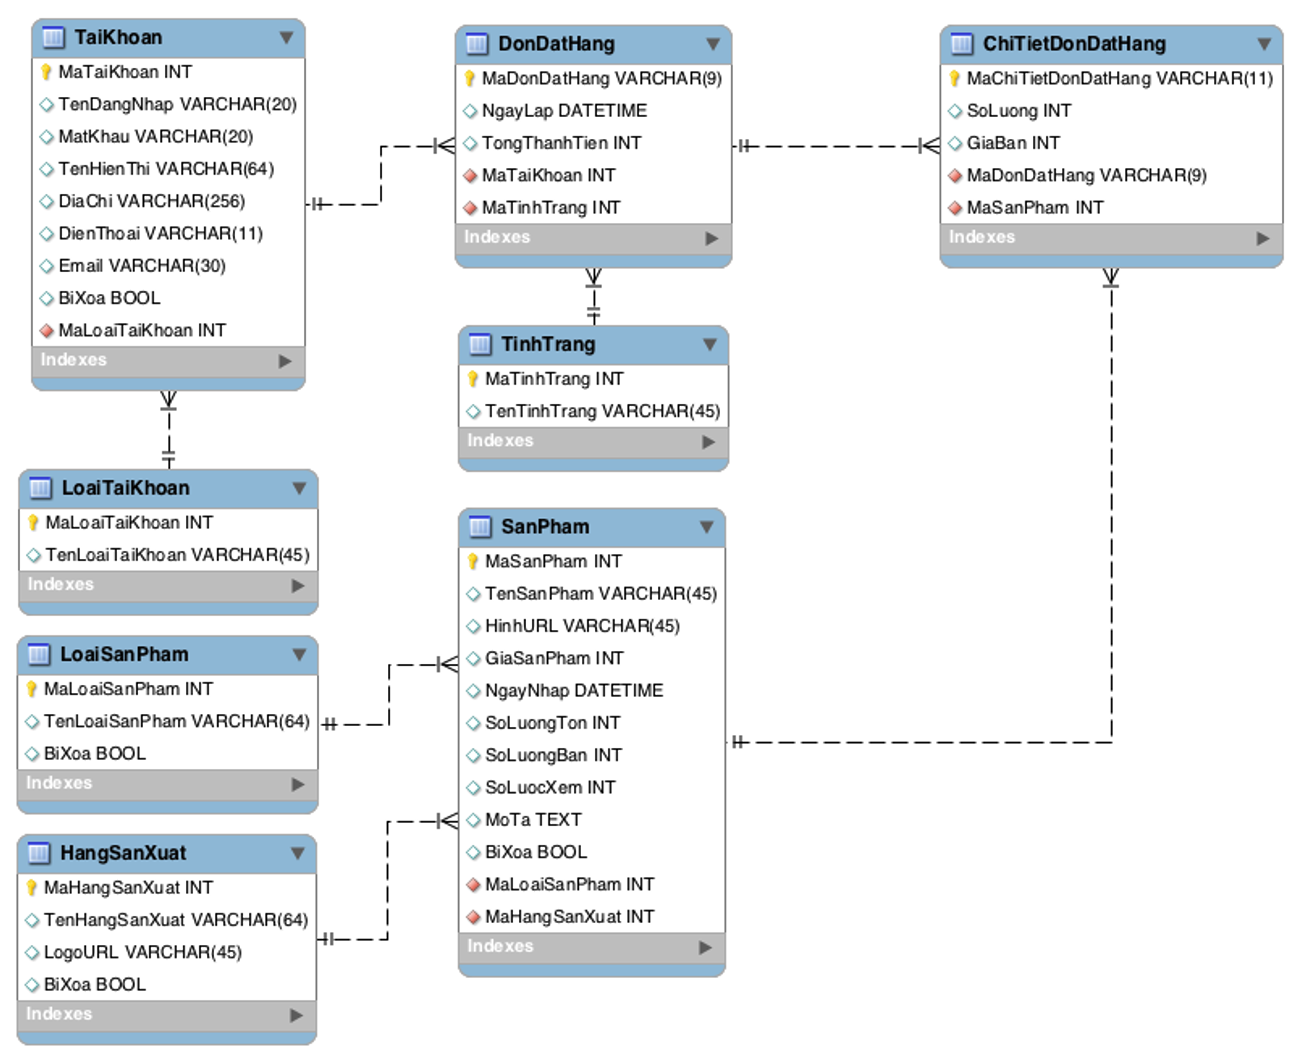 TaiKhoan
MaTaiKhoan INT
TenDangNhap VARCHAR(20)
MatKhau VARCHAR(20)
TenHienThi VARCHAR(64)
DiaChi VARCHAR(256)
DienThoai VARCHAR(11)
Email VARCHAR(30)
BiXoa BOOL
MaLoaiTaiKhoan INT
Indexes
DonDatHang
MaDonDatHang VARCHAR(9)
NgayLap DATETIME
TongThanhTien INT
MaTaiKhoan INT
MaTinhTrang INT
Indexes
ChiTietDonDatHang
MaChiTietDonDatHang VARCHAR(11)
SoLuong INT
GiaBan INT
MaDonDatHang VARCHAR(9)
MaSanPham INT
Indexes
TinhTrang
MaTinhTrang INT
TenTinhTrang VARCHAR(45)
Indexes
LoaiTaiKhoan
MaLoaiTaiKhoan INT
TenLoaiTaiKhoan VARCHAR(45)
Indexes
SanPham
MaSanPham INT
TenSanPham VARCHAR(45)
HinhURL VARCHAR(45)
GiaSanPham INT
NgayNhap DATETIME
SoLuongTon INT
SoLuongBan INT
SoLuocXem INT
MoTa TEXT
BiXoa BOOL
MaLoaiSanPham INT
MaHangSanXuat INT
Indexes
LoaiSanPham
MaLoaiSanPham INT
TenLoaiSanPham VARCHAR(64)
BiXoa BOOL
Indexes
HangSanXuat
MaHangSanXuat INT
TenHangSanXuat VARCHAR(64)
LogoURL VARCHAR(45)
BiXoa BOOL
Indexes